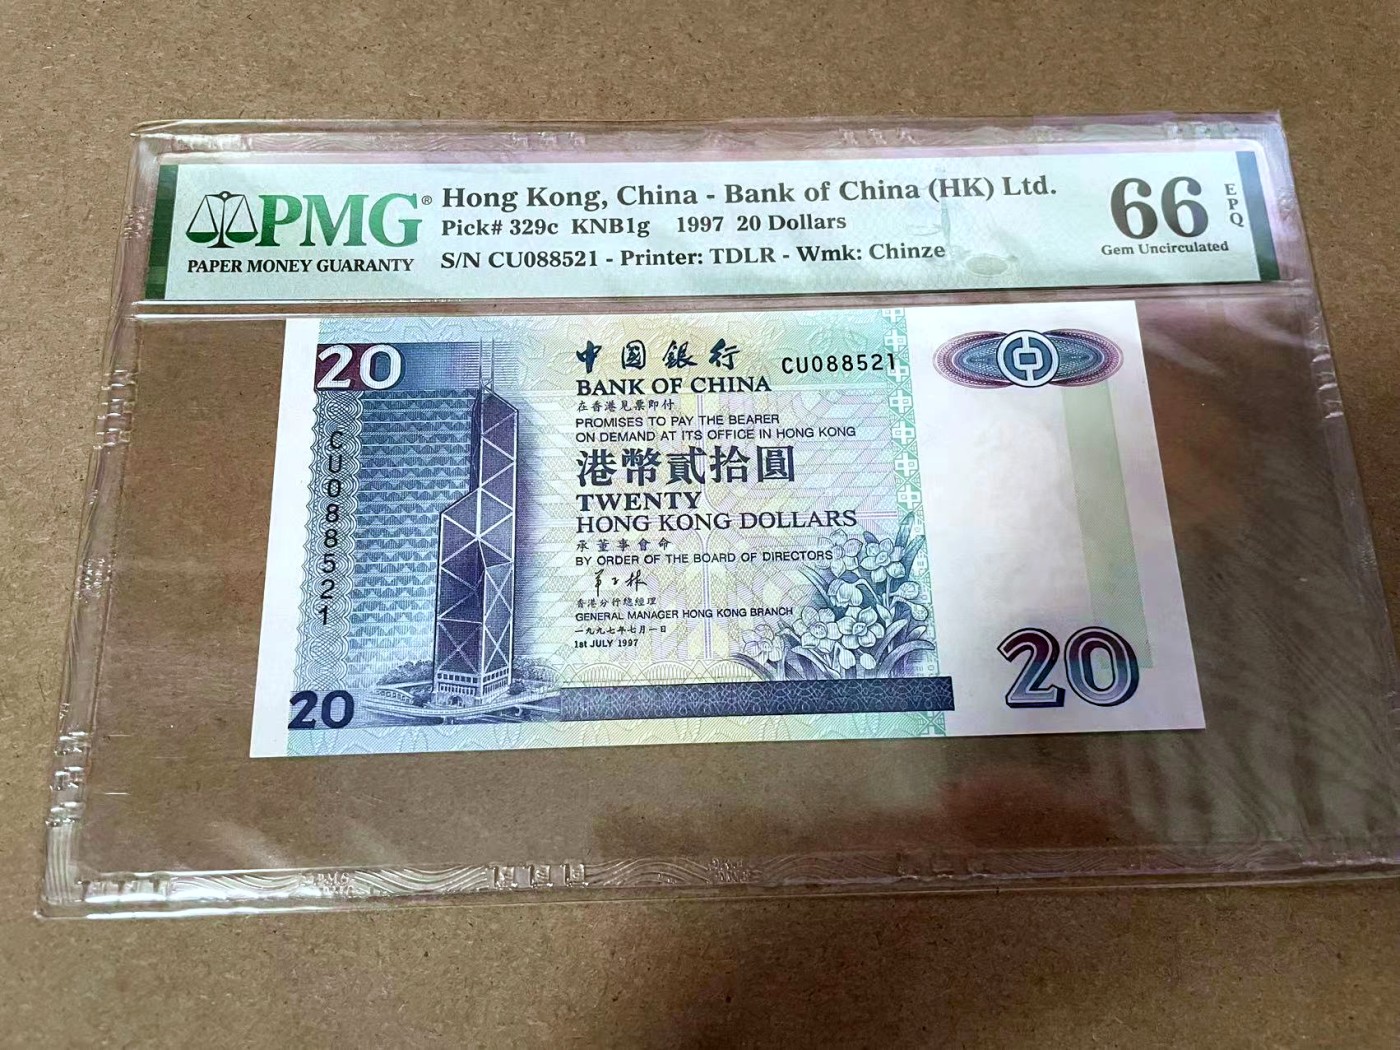 PMG®
PAPER MONEY GUARANTY
Hong Kong, China - Bank of China (HK) Ltd.
Pick# 329c KNB1g 1997 20 Dollars
S/N CU088521 - Printer: TDLR - Wmk: Chinze
66
EPQ
Gem Uncirculated
20
中國銀行
CU088521
BANK OF CHINA
在香港見票即付
PROMISES TO PAY THE BEARER
ON DEMAND AT ITS OFFICE IN HONG KONG
港幣貳拾圓
TWENTY
HONG KONG DOLLARS
承董事會命
BY ORDER OF THE BOARD OF DIRECTORS
香港分行總經理
GENERAL MANAGER HONG KONG BRANCH
一九九七年七月一日
1st JULY 1997
CU088521
20
20